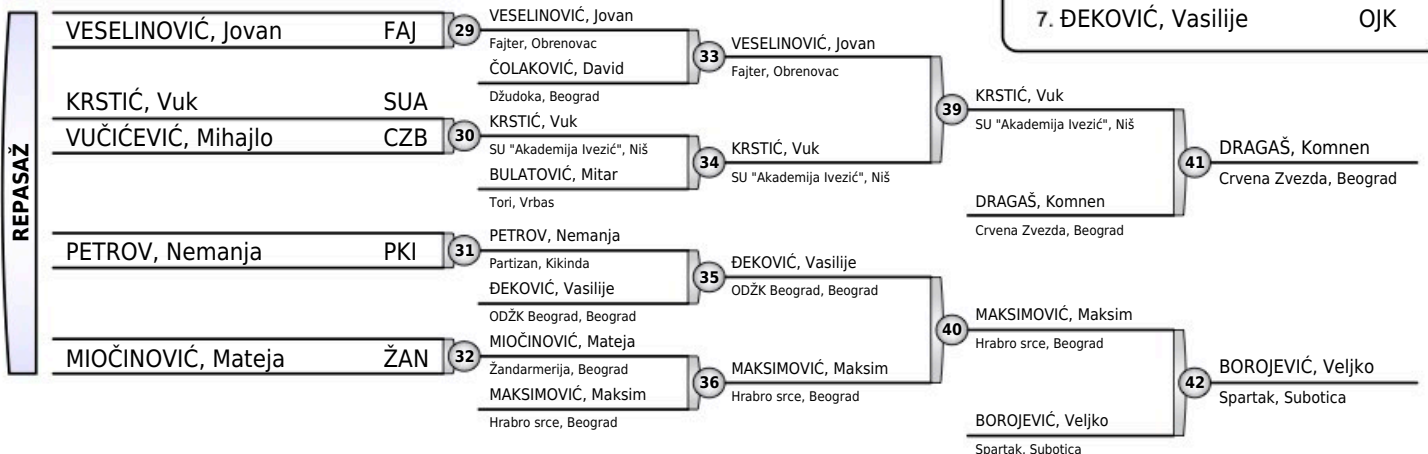 7. ĐEKOVIĆ, Vasilije OJK
REPASAŽ
VESELINOVIĆ, Jovan FAJ
KRSTIĆ, Vuk SUA
VUČIĆEVIĆ, Mihajlo CZB
PETROV, Nemanja PKI
MIOČINOVIĆ, Mateja ŽAN
29
VESELINOVIĆ, Jovan
Fajter, Obrenovac
ČOLAKOVIĆ, David
Džudoka, Beograd
30
KRSTIĆ, Vuk
SU "Akademija Ivezić", Niš
BULATOVIĆ, Mitar
Tori, Vrbas
31
PETROV, Nemanja
Partizan, Kikinda
ĐEKOVIĆ, Vasilije
ODŽK Beograd, Beograd
32
MIOČINOVIĆ, Mateja
Žandarmerija, Beograd
MAKSIMOVIĆ, Maksim
Hrabro srce, Beograd
33
VESELINOVIĆ, Jovan
Fajter, Obrenovac
34
KRSTIĆ, Vuk
SU "Akademija Ivezić", Niš
35
ĐEKOVIĆ, Vasilije
ODŽK Beograd, Beograd
36
MAKSIMOVIĆ, Maksim
Hrabro srce, Beograd
39
KRSTIĆ, Vuk
SU "Akademija Ivezić", Niš
DRAGAŠ, Komnen
Crvena Zvezda, Beograd
40
MAKSIMOVIĆ, Maksim
Hrabro srce, Beograd
BOROJEVIĆ, Veljko
Spartak, Subotica
41
DRAGAŠ, Komnen
Crvena Zvezda, Beograd
42
BOROJEVIĆ, Veljko
Spartak, Subotica